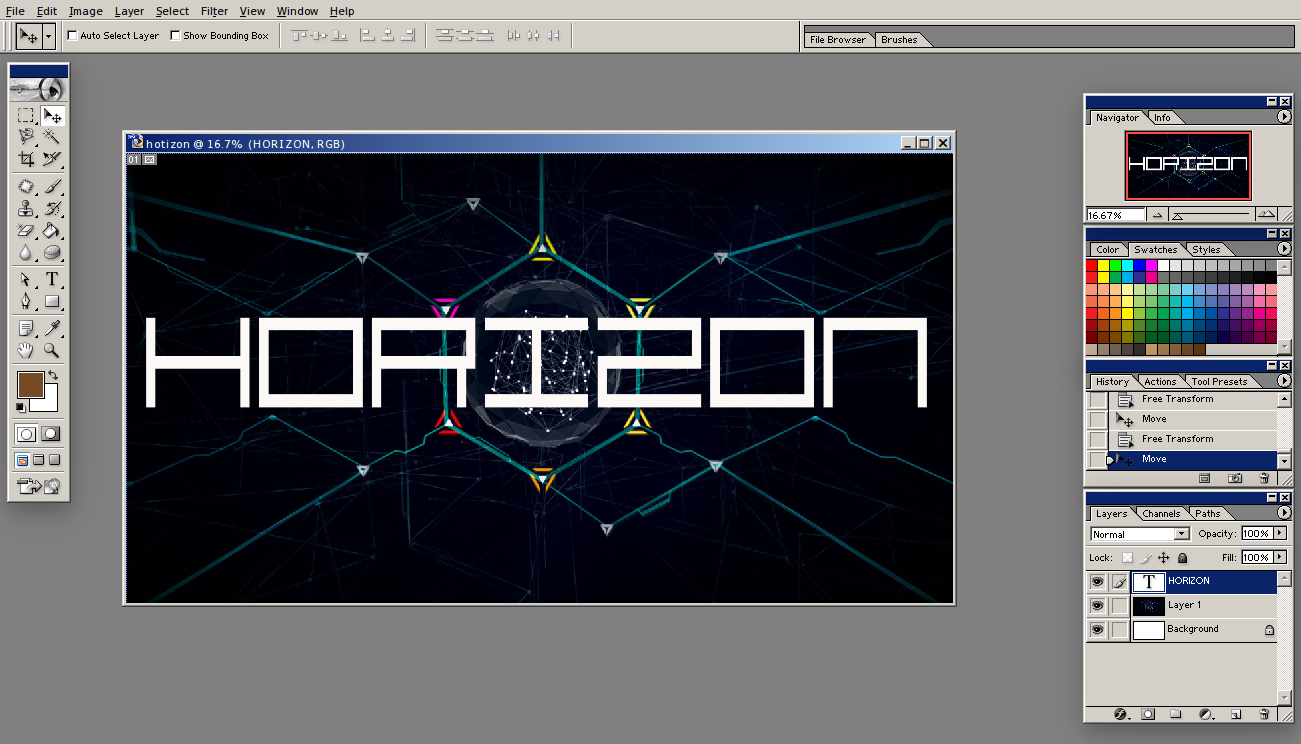 File Edit Image Layer Select Filter View Window Help
Auto Select Layer Show Bounding Box
File Browser Brushes
hotizon @ 16.7% (HORIZON, RGB)
01
HORIZON
T
Navigator Info
HORIZON
16.67%
Color Swatches Styles
History Actions Tool Presets
Free Transform
Move
Free Transform
Move
Layers Channels Paths
Normal Opacity: 100%
Lock: Fill: 100%
T HORIZON
Layer 1
Background